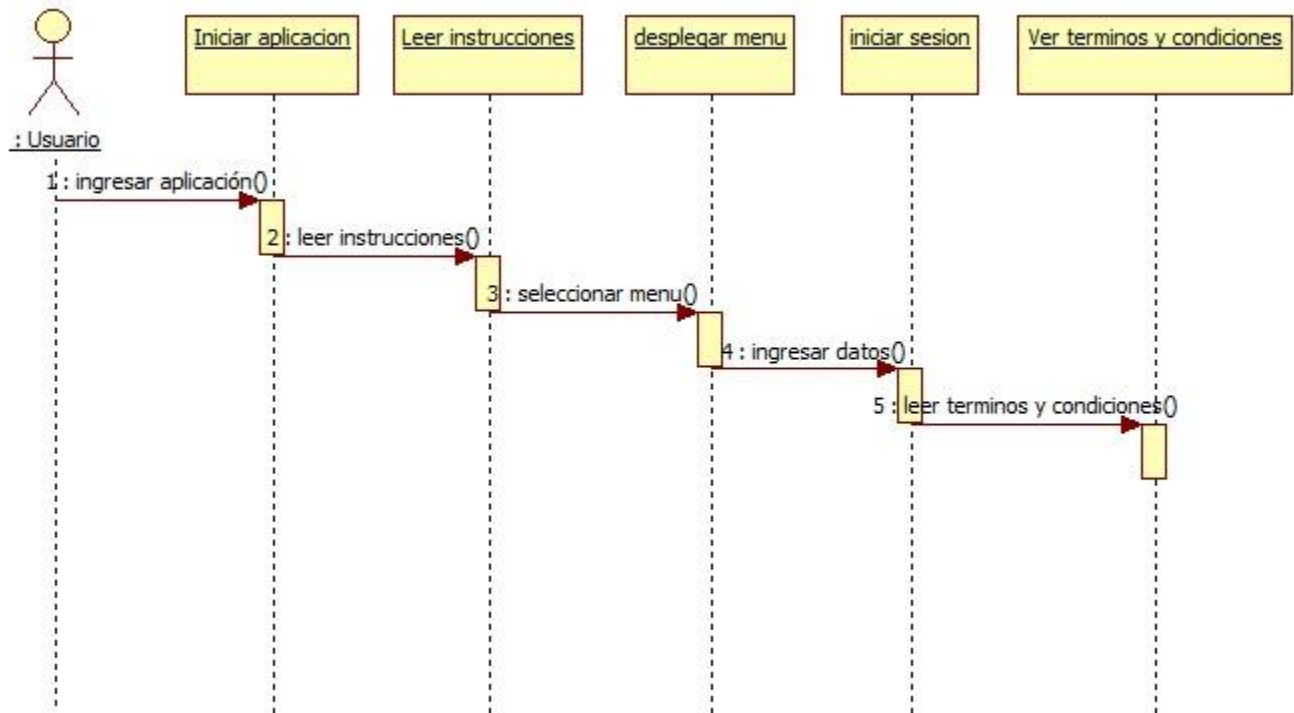 Iniciar aplicacion
Leer instrucciones
desplegar menu
iniciar sesion
Ver terminos y condiciones
: Usuario
1 : ingresar aplicación()
2 : leer instrucciones()
3 : seleccionar menu()
4 : ingresar datos()
5 : leer terminos y condiciones()